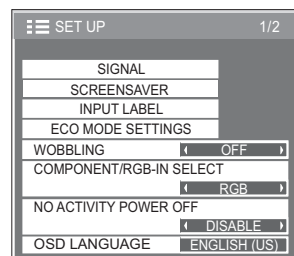 SET UP 1/2
SIGNAL
SCREENSAVER
INPUT LABEL
ECO MODE SETTINGS
WOBBLING OFF
COMPONENT/RGB-IN SELECT
RGB
NO ACTIVITY POWER OFF
DISABLE
OSD LANGUAGE ENGLISH (US)